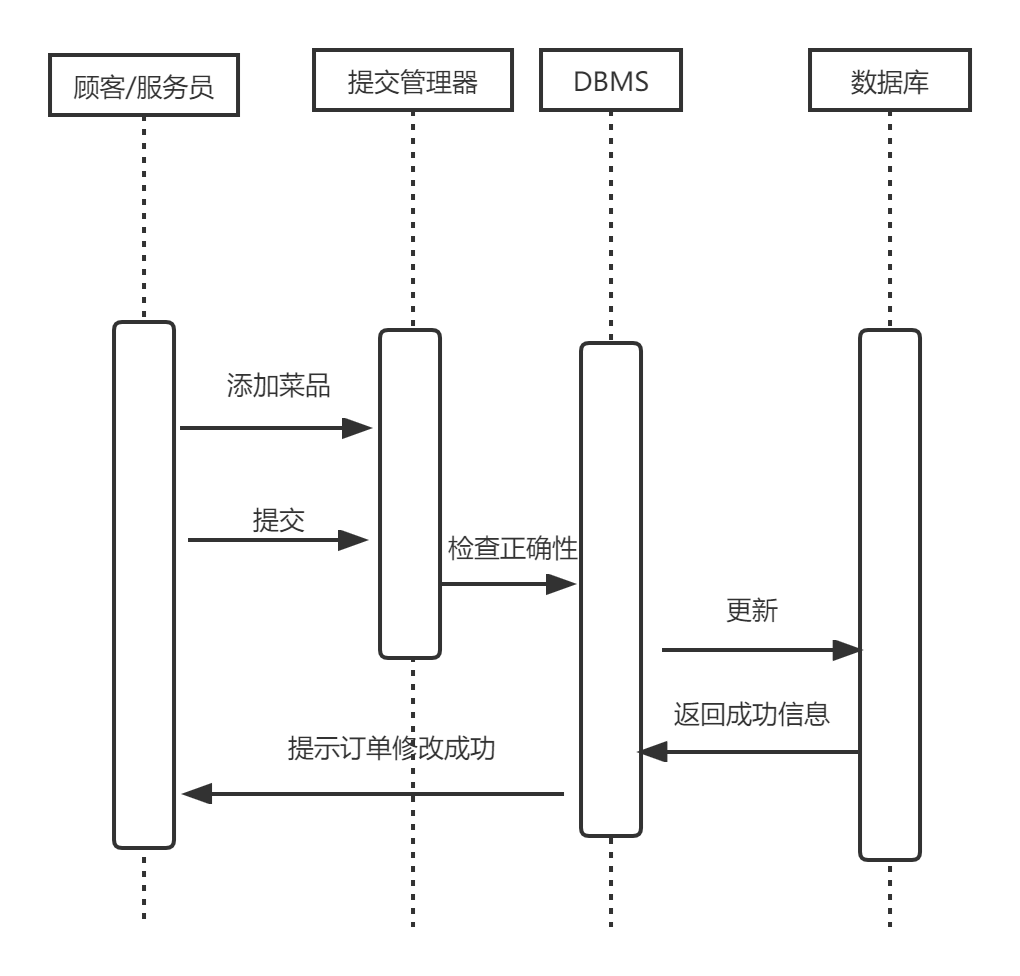 顾客/服务员
提交管理器
DBMS
数据库
添加菜品
提交
检查正确性
更新
返回成功信息
提示订单修改成功